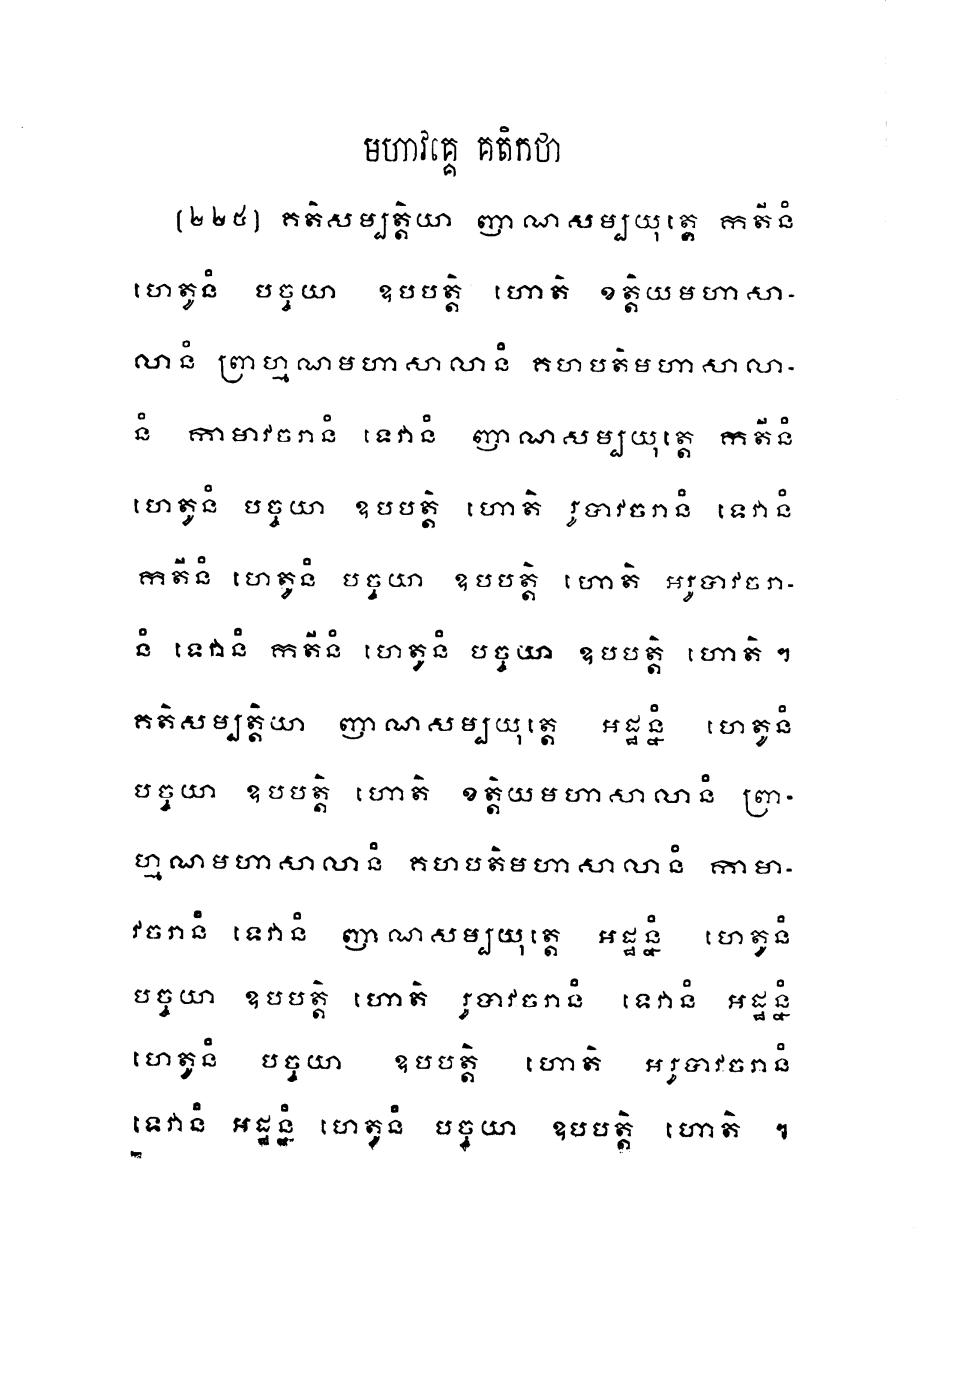 មហាវគ្គេ គតិកថា
(២២៥) គតិសម្បត្តិយា ញាណសម្បយុត្តេ កតីនំ
ហេតូនំ បច្ចយា ឧបបត្តិ ហោតិ ខត្តិយមហាសា-
លានំ ព្រាហ្មណមហាសាលានំ គហបតិមហាសាលា-
នំ កាមាវចរានំ ទេវានំ ញាណសម្បយុត្តេ កតីនំ
ហេតូនំ បច្ចយា ឧបបត្តិ ហោតិ រូបាវចរានំ ទេវានំ
កតីនំ ហេតូនំ បច្ចយា ឧបបត្តិ ហោតិ អរូបាវចរា-
នំ ទេវានំ កតីនំ ហេតូនំ បច្ចយា ឧបបត្តិ ហោតិ ។
គតិសម្បត្តិយា ញាណសម្បយុត្តេ អដ្ឋន្នំ ហេតូនំ
បច្ចយា ឧបបត្តិ ហោតិ ខត្តិយមហាសាលានំ ព្រា-
ហ្មណមហាសាលានំ គហបតិមហាសាលានំ កាមា-
វចរានំ ទេវានំ ញាណសម្បយុត្តេ អដ្ឋន្នំ ហេតូនំ
បច្ចយា ឧបបត្តិ ហោតិ រូបាវចរានំ ទេវានំ អដ្ឋន្នំ
ហេតូនំ បច្ចយា ឧបបត្តិ ហោតិ អរូបាវចរានំ
ទេវានំ អដ្ឋន្នំ ហេតូនំ បច្ចយា ឧបបត្តិ ហោតិ ។